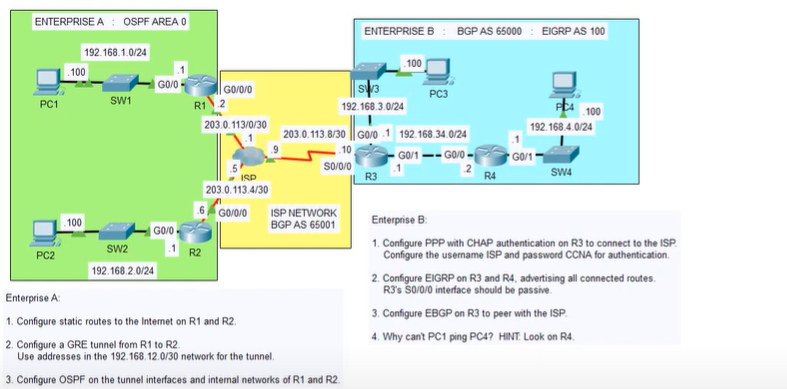 ENTERPRISE A : OSPF AREA 0
192.168.1.0/24
.100
PC1
SW1
G0/0
.1
R1
G0/0/0
.2
203.0.113/0/30
.1
ISP
.9
.5
203.0.113.4/30
.6
G0/0/0
203.0.113.8/30
.10
S0/0/0
ISP NETWORK
BGP AS 65001
.100
PC2
SW2
G0/0
.1
R2
192.168.2.0/24
ENTERPRISE B : BGP AS 65000 : EIGRP AS 100
SW3
.100
PC3
192.168.3.0/24
G0/0
.1
192.168.34.0/24
R3
G0/1
.1
G0/0
.2
R4
.1
G0/1
PC4
.100
192.168.4.0/24
SW4
Enterprise A:
1. Configure static routes to the Internet on R1 and R2.
2. Configure a GRE tunnel from R1 to R2.
Use addresses in the 192.168.12.0/30 network for the tunnel.
3. Configure OSPF on the tunnel interfaces and internal networks of R1 and R2.
Enterprise B:
1. Configure PPP with CHAP authentication on R3 to connect to the ISP.
Configure the username ISP and password CCNA for authentication.
2. Configure EIGRP on R3 and R4, advertising all connected routes.
R3's S0/0/0 interface should be passive.
3. Configure EBGP on R3 to peer with the ISP.
4. Why can't PC1 ping PC4? HINT: Look on R4.